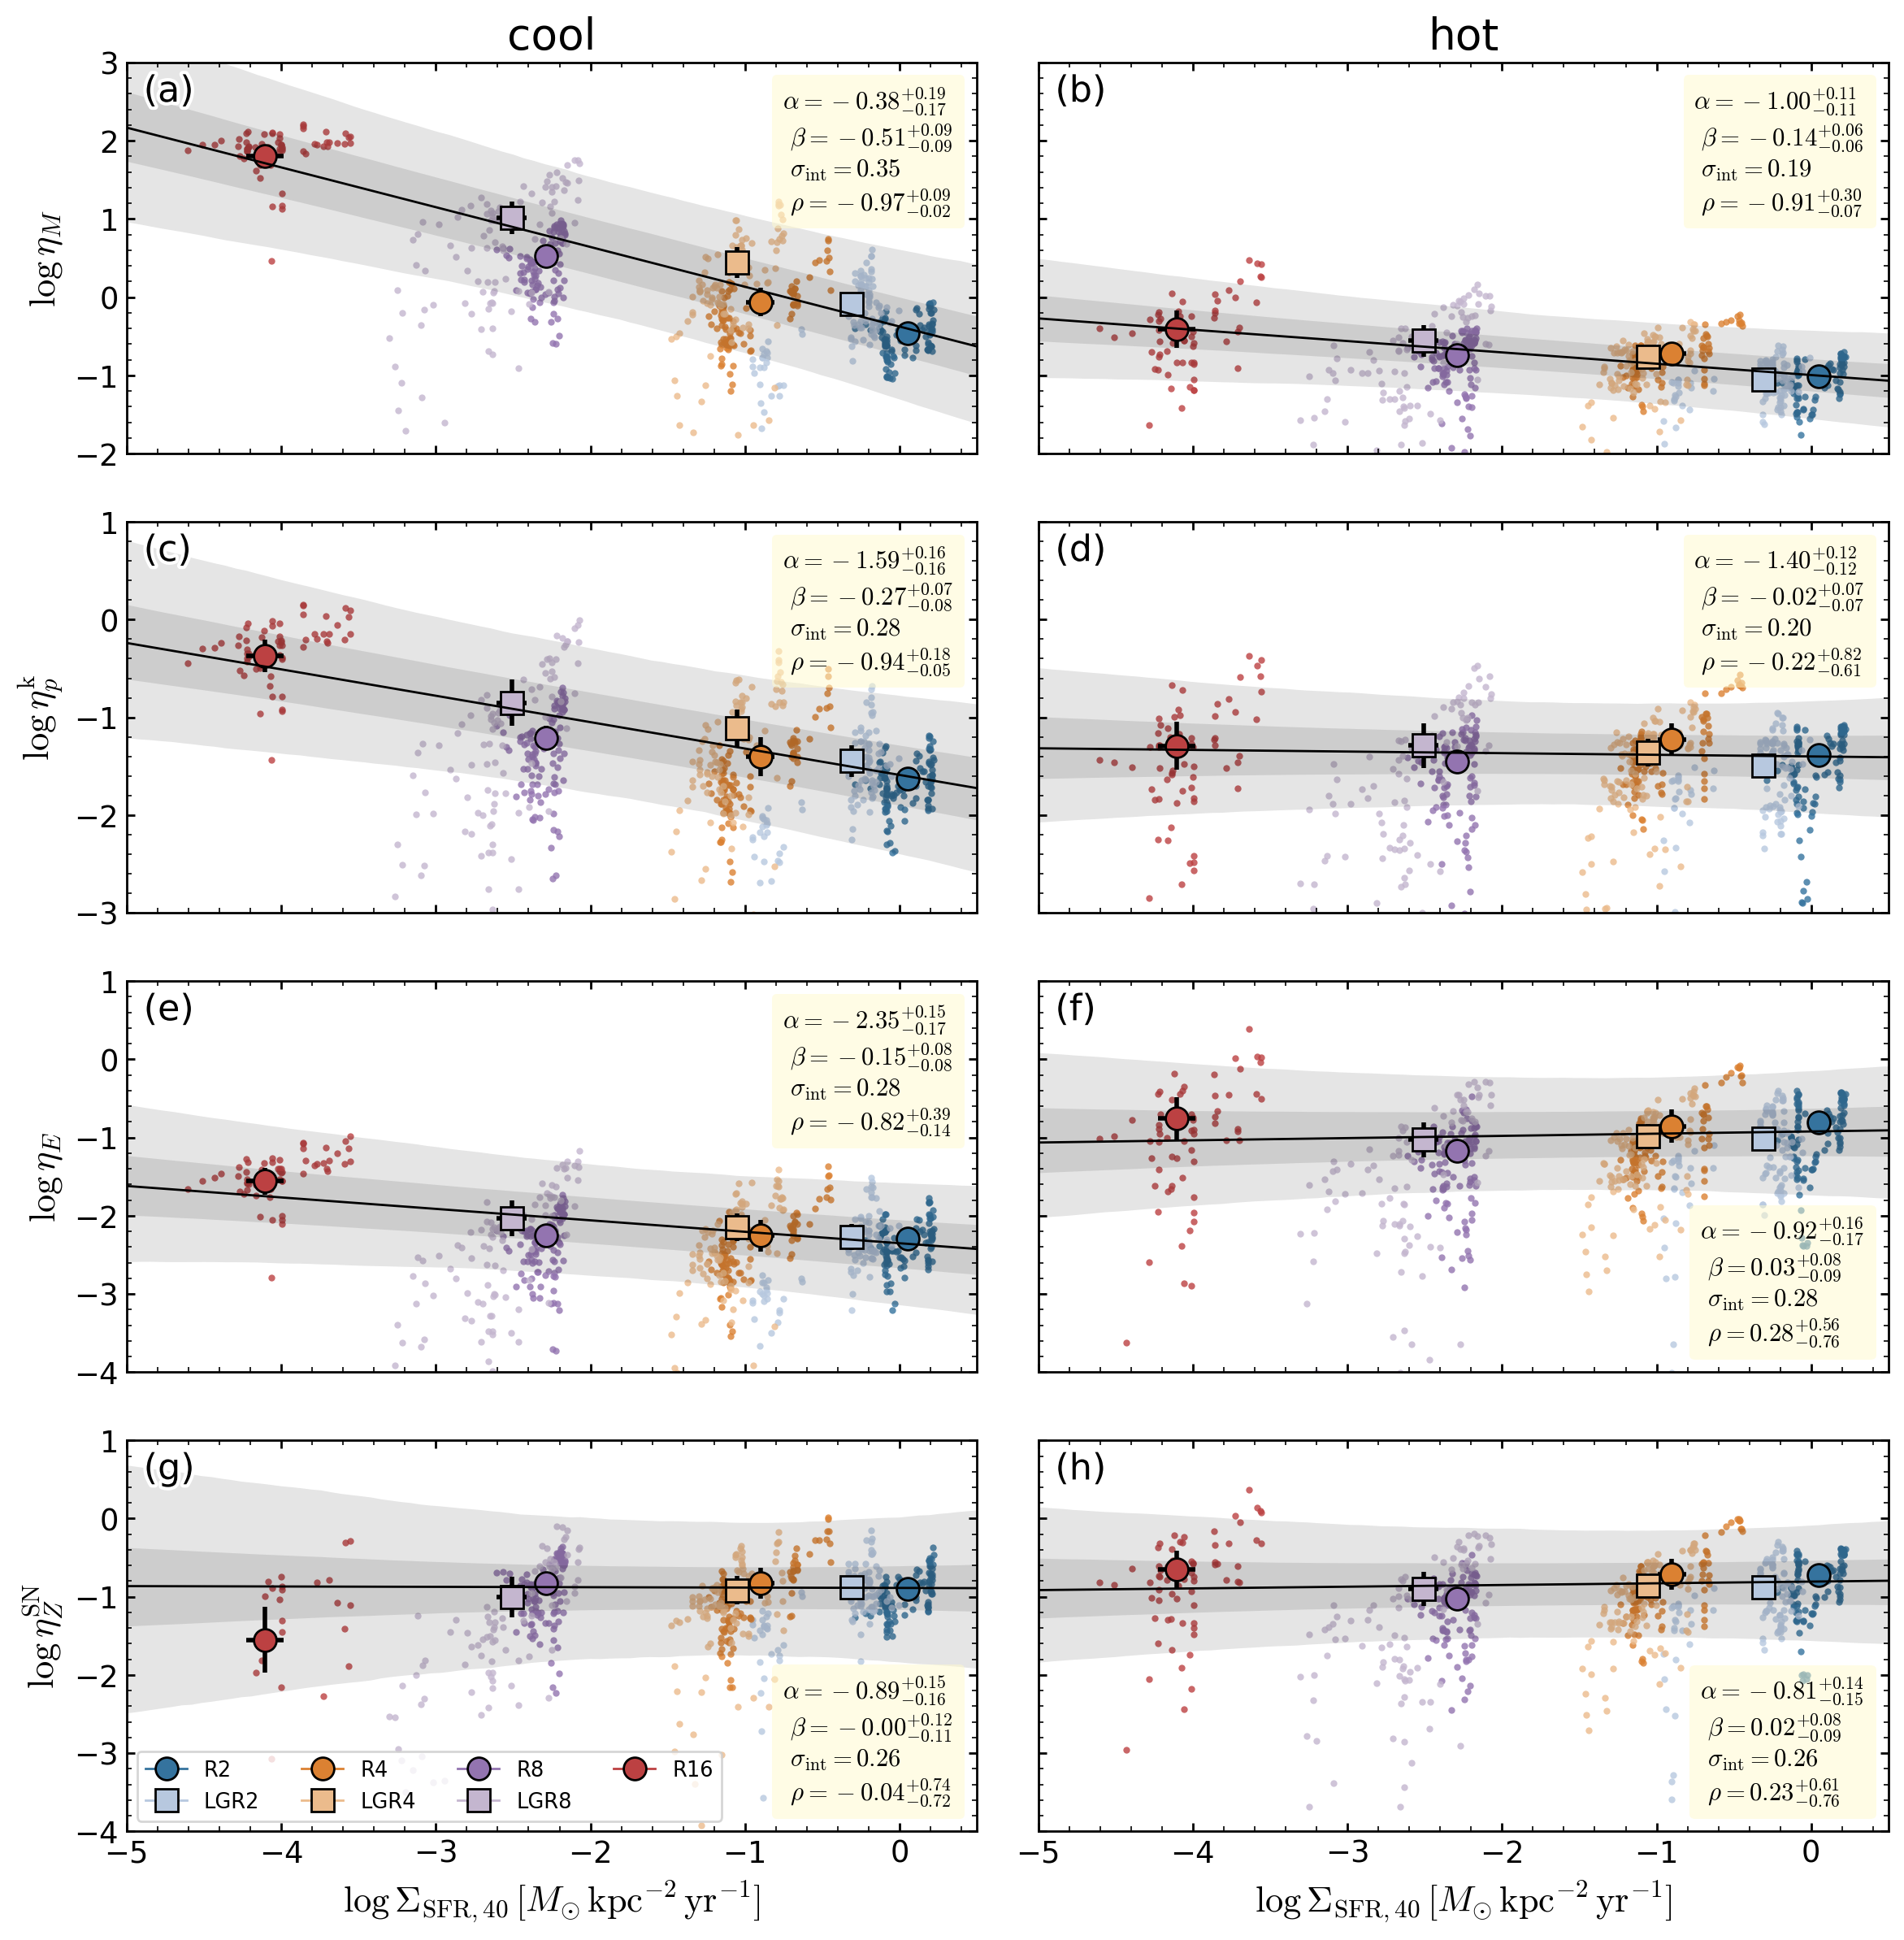 cool
hot
(a)
α = −0.38 +0.19 −0.17
β = −0.51 +0.09 −0.09
σint = 0.35
ρ = −0.97 +0.09 −0.02
(b)
α = −1.00 +0.11 −0.11
β = −0.14 +0.06 −0.06
σint = 0.19
ρ = −0.91 +0.30 −0.07
log ηM
3
2
1
0
−1
−2
(c)
α = −1.59 +0.16 −0.16
β = −0.27 +0.07 −0.08
σint = 0.28
ρ = −0.94 +0.18 −0.05
(d)
α = −1.40 +0.12 −0.12
β = −0.02 +0.07 −0.07
σint = 0.20
ρ = −0.22 +0.82 −0.61
log ηp^k
1
0
−1
−2
−3
(e)
α = −2.35 +0.15 −0.17
β = −0.15 +0.08 −0.08
σint = 0.28
ρ = −0.82 +0.39 −0.14
(f)
α = −0.92 +0.16 −0.17
β = 0.03 +0.08 −0.09
σint = 0.28
ρ = 0.28 +0.56 −0.76
log ηE
1
0
−1
−2
−3
−4
(g)
α = −0.89 +0.15 −0.16
β = −0.00 +0.12 −0.11
σint = 0.26
ρ = −0.04 +0.74 −0.72
(h)
α = −0.81 +0.14 −0.15
β = 0.02 +0.08 −0.09
σint = 0.26
ρ = 0.23 +0.61 −0.76
log ηZ^SN
1
0
−1
−2
−3
−4
R2 R4 R8 R16
LGR2 LGR4 LGR8
−5 −4 −3 −2 −1 0
−5 −4 −3 −2 −1 0
log ΣSFR, 40 [M⊙ kpc−2 yr−1]
log ΣSFR, 40 [M⊙ kpc−2 yr−1]